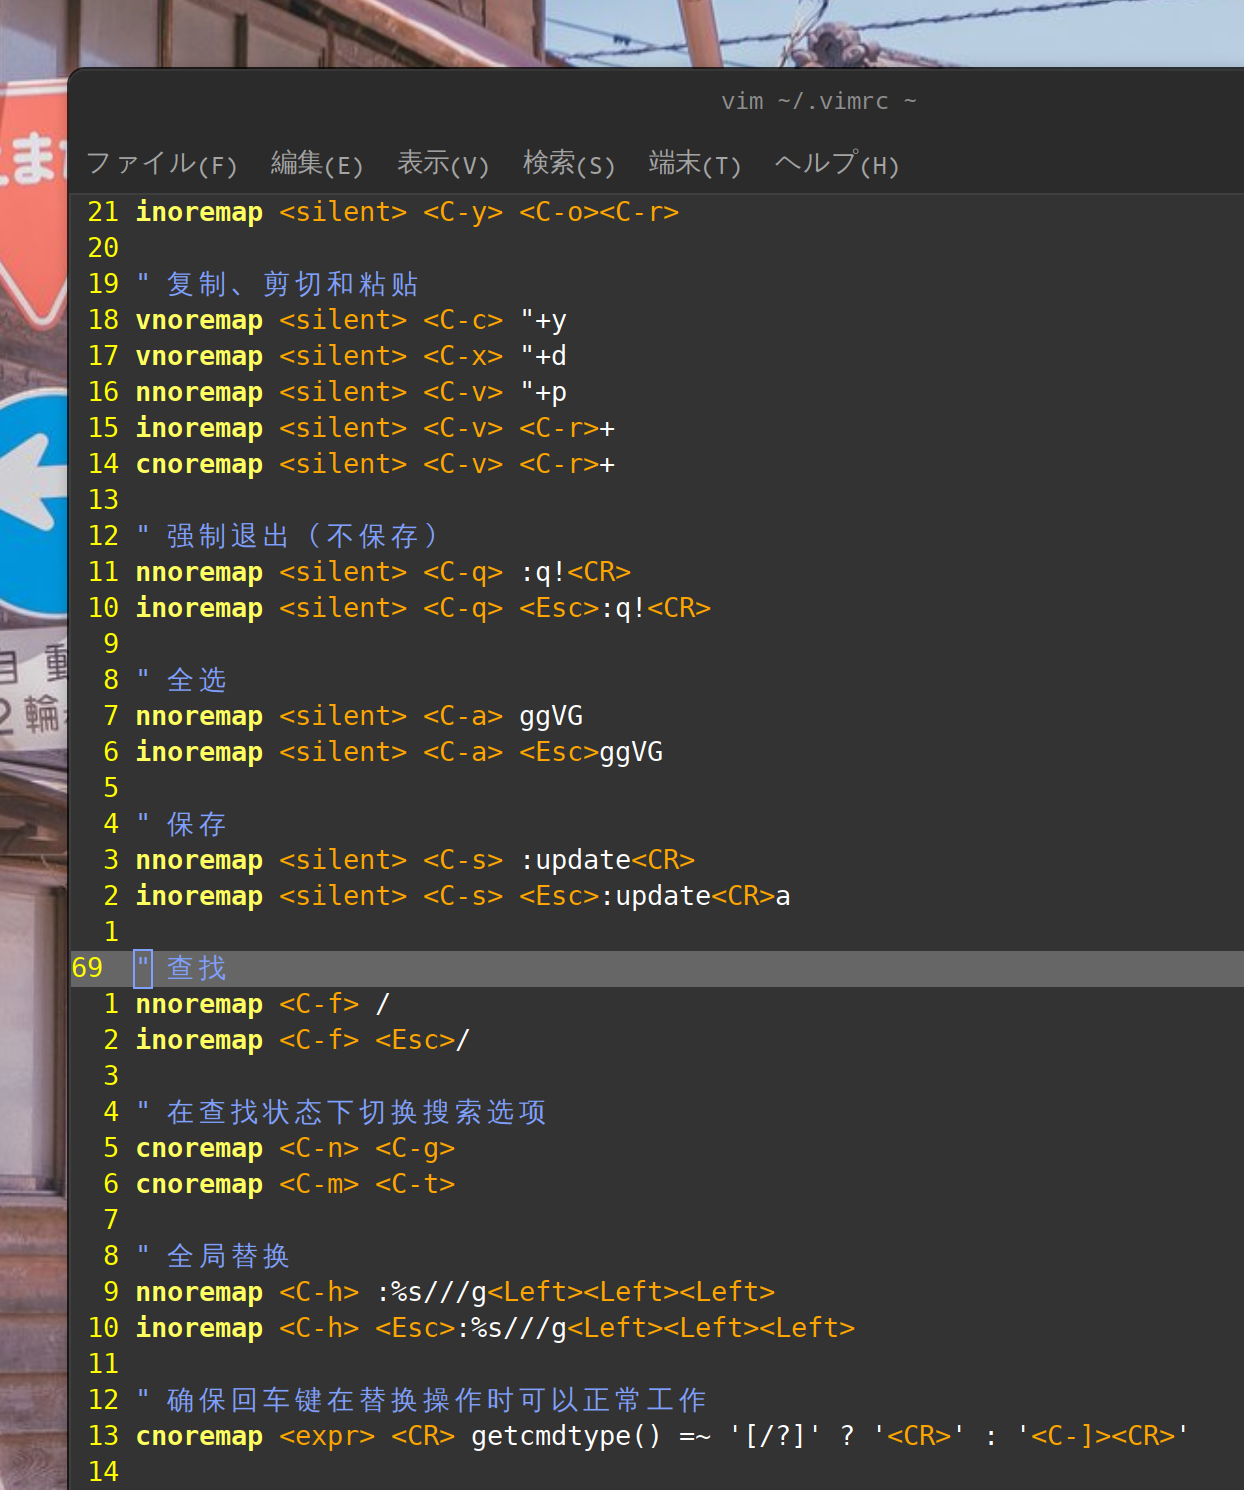 vim ~/.vimrc ~
ファイル(F) 編集(E) 表示(V) 検索(S) 端末(T) ヘルプ(H)
21 inoremap <silent> <C-y> <C-o><C-r>
20
19 " 复制、剪切和粘贴
18 vnoremap <silent> <C-c> "+y
17 vnoremap <silent> <C-x> "+d
16 nnoremap <silent> <C-v> "+p
15 inoremap <silent> <C-v> <C-r>+
14 cnoremap <silent> <C-v> <C-r>+
13
12 " 强制退出（不保存）
11 nnoremap <silent> <C-q> :q!<CR>
10 inoremap <silent> <C-q> <Esc>:q!<CR>
9
8 " 全选
7 nnoremap <silent> <C-a> ggVG
6 inoremap <silent> <C-a> <Esc>ggVG
5
4 " 保存
3 nnoremap <silent> <C-s> :update<CR>
2 inoremap <silent> <C-s> <Esc>:update<CR>a
1
69 " 查找
1 nnoremap <C-f> /
2 inoremap <C-f> <Esc>/
3
4 " 在查找状态下切换搜索选项
5 cnoremap <C-n> <C-g>
6 cnoremap <C-m> <C-t>
7
8 " 全局替换
9 nnoremap <C-h> :%s///g<Left><Left><Left>
10 inoremap <C-h> <Esc>:%s///g<Left><Left><Left>
11
12 " 确保回车键在替换操作时可以正常工作
13 cnoremap <expr> <CR> getcmdtype() =~ '[/?]' ? '<CR>' : '<C-]><CR>'
14
自動
2輪